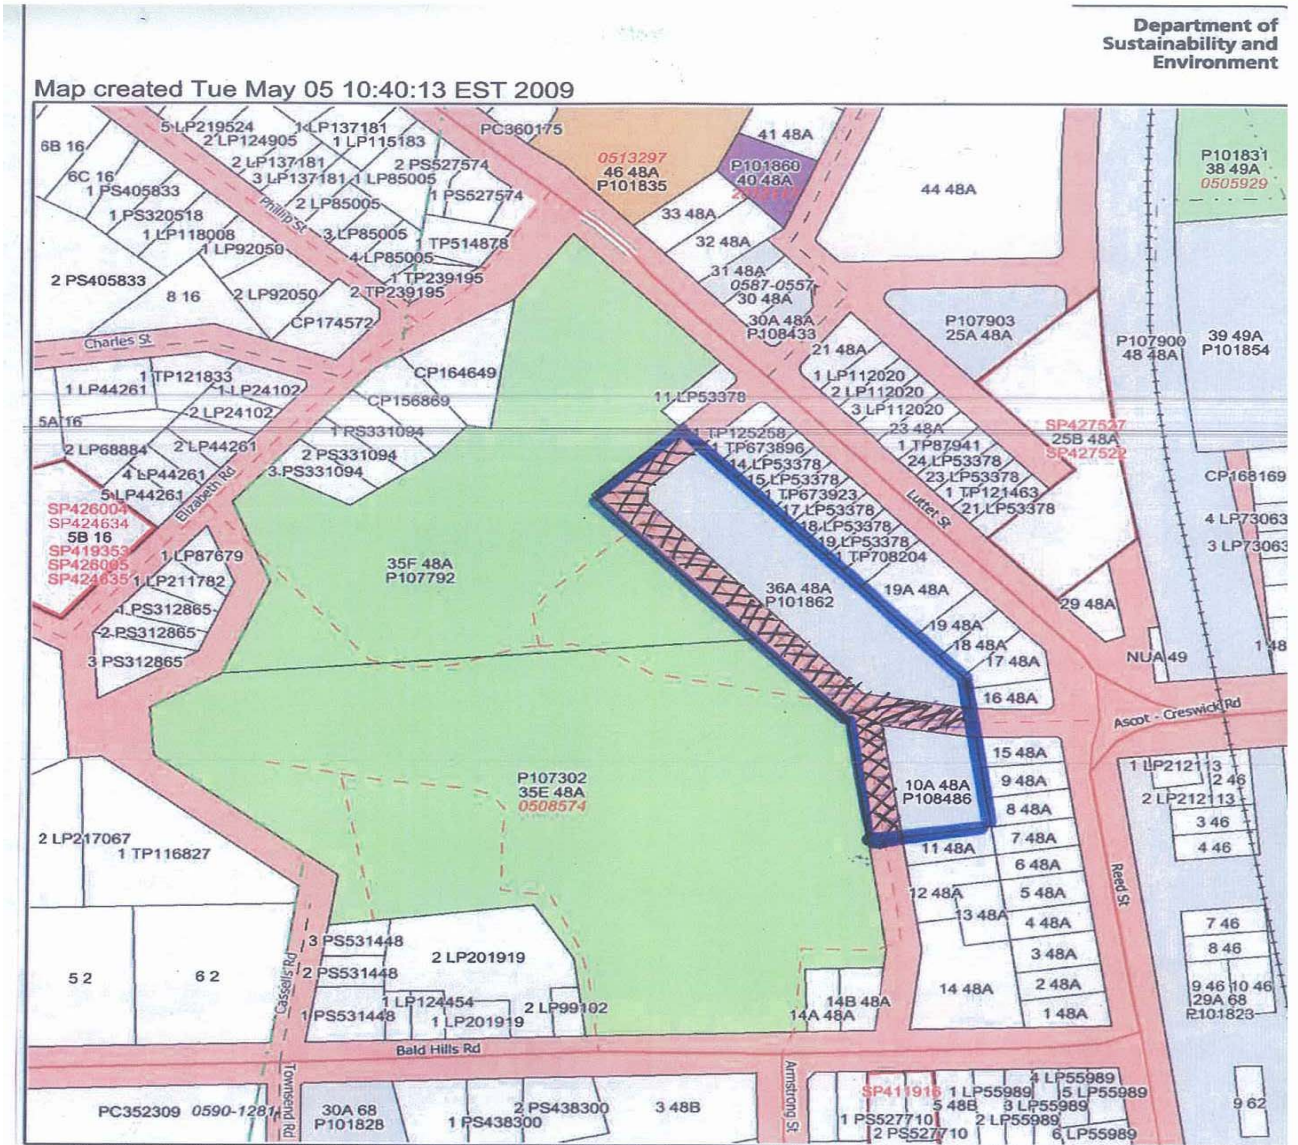 Department of
Sustainability and
Environment
Map created Tue May 05 10:40:13 EST 2009
5 LP219524
2 LP124905
1 LP137181
1 LP115183
PC360175
41 48A
6B 16
2 LP137181
3 LP137181
1 LP85005
2 PS527574
0513297
46 48A
P101835
P101860
40 48A
P101831
38 49A
0505929
6C 16
1 PS405833
2 LP85005
1 PS527574
44 48A
1 PS320518
1 LP118008
1 LP92050
Phillip St
3 LP85005
4 LP85005
1 TP514878
33 48A
32 48A
2 PS405833
8 16
2 LP92050
1 TP239195
2 TP239195
31 48A
0587-0557
30 48A
CP174572
30A 48A
P108433
P107903
25A 48A
P107900
48 48A
39 49A
P101854
Charles St
1 TP121833
1 LP44261
1 LP24102
CP164649
21 48A
1 LP112020
2 LP112020
3 LP112020
2 LP24102
CP156869
11 LP53378
5A 16
2 LP68884
2 LP44261
1 PS331094
2 PS331094
3 PS331094
1 TP125258
1 TP673896
14 LP53378
15 LP53378
1 TP673923
17 LP53378
18 LP53378
19 LP53378
1 TP708204
23 48A
1 TP87941
24 LP53378
23 LP53378
1 TP121463
21 LP53378
SP427527
25B 48A
SP427522
4 LP44261
5 LP44261
Elizabeth Rd
CP168169
SP426004
SP424634
5B 16
SP419353
SP426005
SP424635
Luttet St
4 LP73063
3 LP73063
1 LP87679
1 LP211782
35F 48A
P107792
36A 48A
P101862
19A 48A
1 PS312865
2 PS312865
3 PS312865
29 48A
19 48A
18 48A
17 48A
16 48A
NUA 49
1 48
Ascot - Creswick Rd
15 48A
9 48A
8 48A
7 48A
6 48A
5 48A
4 48A
3 48A
2 48A
1 48A
1 LP212113
2 46
2 LP212113
3 46
4 46
P107302
35E 48A
0508574
10A 48A
P108486
2 LP217067
1 TP116827
11 48A
12 48A
13 48A
Reed St
7 46
8 46
3 PS531448
2 PS531448
1 PS531448
2 LP201919
5 2
6 2
Cassells Rd
1 LP124454
1 LP201919
2 LP99102
14B 48A
14A 48A
14 48A
9 46
10 46
29A 68
P101823
Bald Hills Rd
Townsend Rd
Armstrong St
PC352309
0590-1281
30A 68
P101828
1 PS438300
2 PS438300
3 48B
SP411916
1 PS527710
2 PS527710
5 48B
1 LP55989
2 LP55989
3 LP55989
4 LP55989
5 LP55989
6 LP55989
9 62